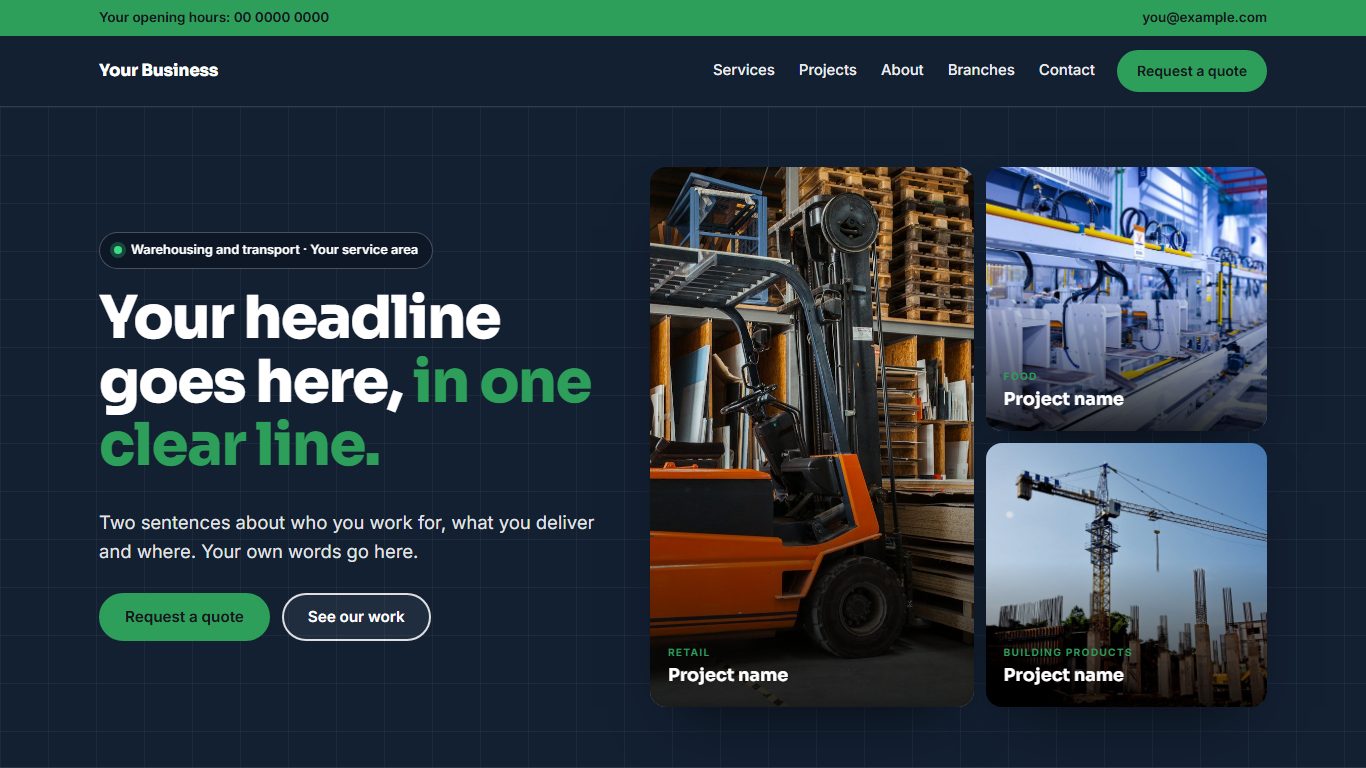 Your opening hours: 00 0000 0000
you@example.com
Your Business
Services
Projects
About
Branches
Contact
Request a quote
Warehousing and transport · Your service area
Your headline
goes here, in one
clear line.
Two sentences about who you work for, what you deliver
and where. Your own words go here.
Request a quote
See our work
RETAIL
Project name
FOOD
Project name
BUILDING PRODUCTS
Project name